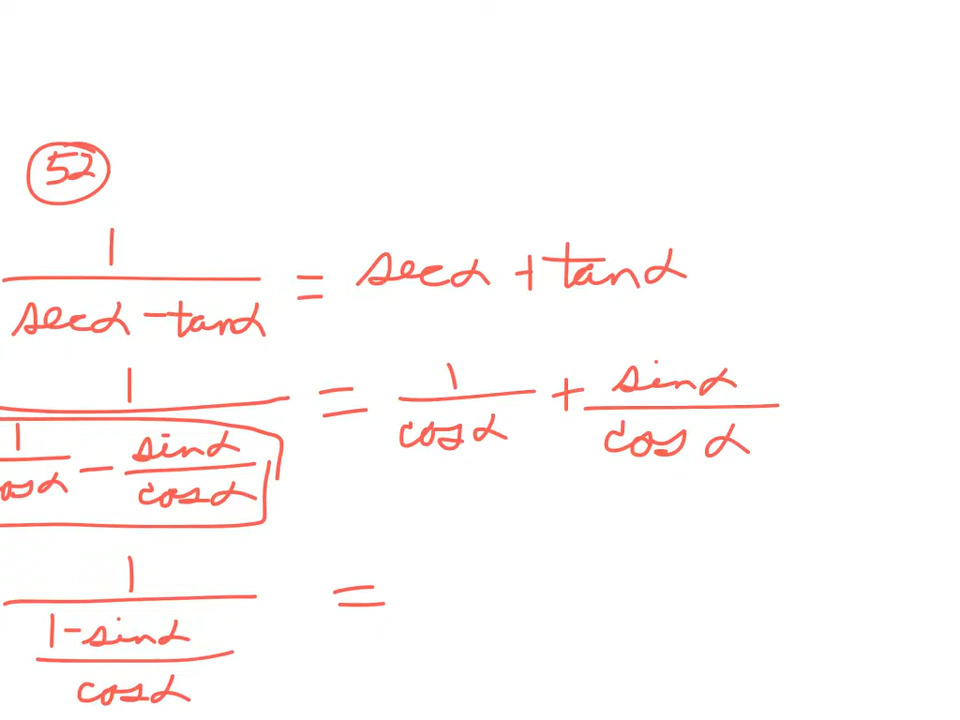 52
1
secα - tanα
= secα + tanα
1
1
cosα
- sinα
cosα
= 1
cosα
+ sinα
cosα
1
1 - sinα
cosα
=